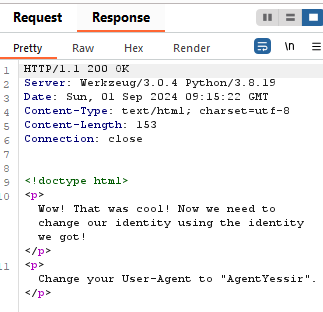 Request Response
Pretty Raw Hex Render \n
1 HTTP/1.1 200 OK
2 Server: Werkzeug/3.0.4 Python/3.8.19
3 Date: Sun, 01 Sep 2024 09:15:22 GMT
4 Content-Type: text/html; charset=utf-8
5 Content-Length: 153
6 Connection: close
7
8
9 <!doctype html>
10 <p>
Wow! That was cool! Now we need to
change our identity using the identity
we got!
</p>
11 <p>
Change your User-Agent to "AgentYessir".
</p>